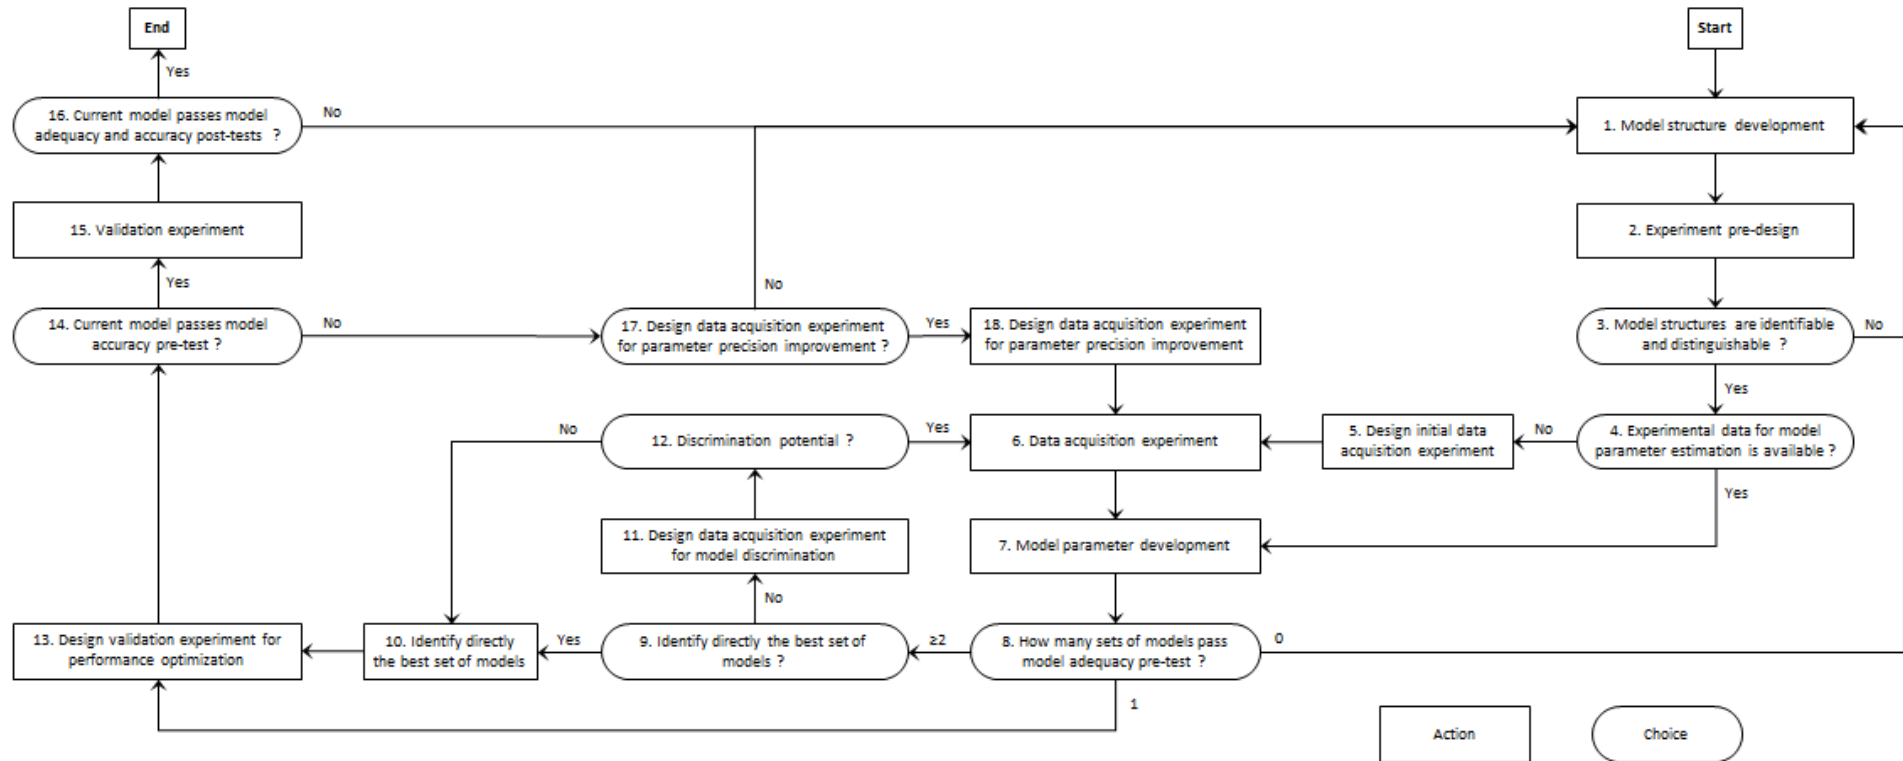 End
Start
Yes
16. Current model passes model
adequacy and accuracy post-tests ?
No
1. Model structure development
15. Validation experiment
2. Experiment pre-design
Yes
No
14. Current model passes model
accuracy pre-test ?
No
17. Design data acquisition experiment
for parameter precision improvement ?
Yes
18. Design data acquisition experiment
for parameter precision improvement
3. Model structures are identifiable
and distinguishable ?
No
Yes
No
12. Discrimination potential ?
Yes
6. Data acquisition experiment
5. Design initial data
acquisition experiment
No
4. Experimental data for model
parameter estimation is available ?
Yes
11. Design data acquisition experiment
for model discrimination
7. Model parameter development
No
13. Design validation experiment for
performance optimization
10. Identify directly
the best set of models
Yes
9. Identify directly the best set of
models ?
≥2
8. How many sets of models pass
model adequacy pre-test ?
0
1
Action
Choice